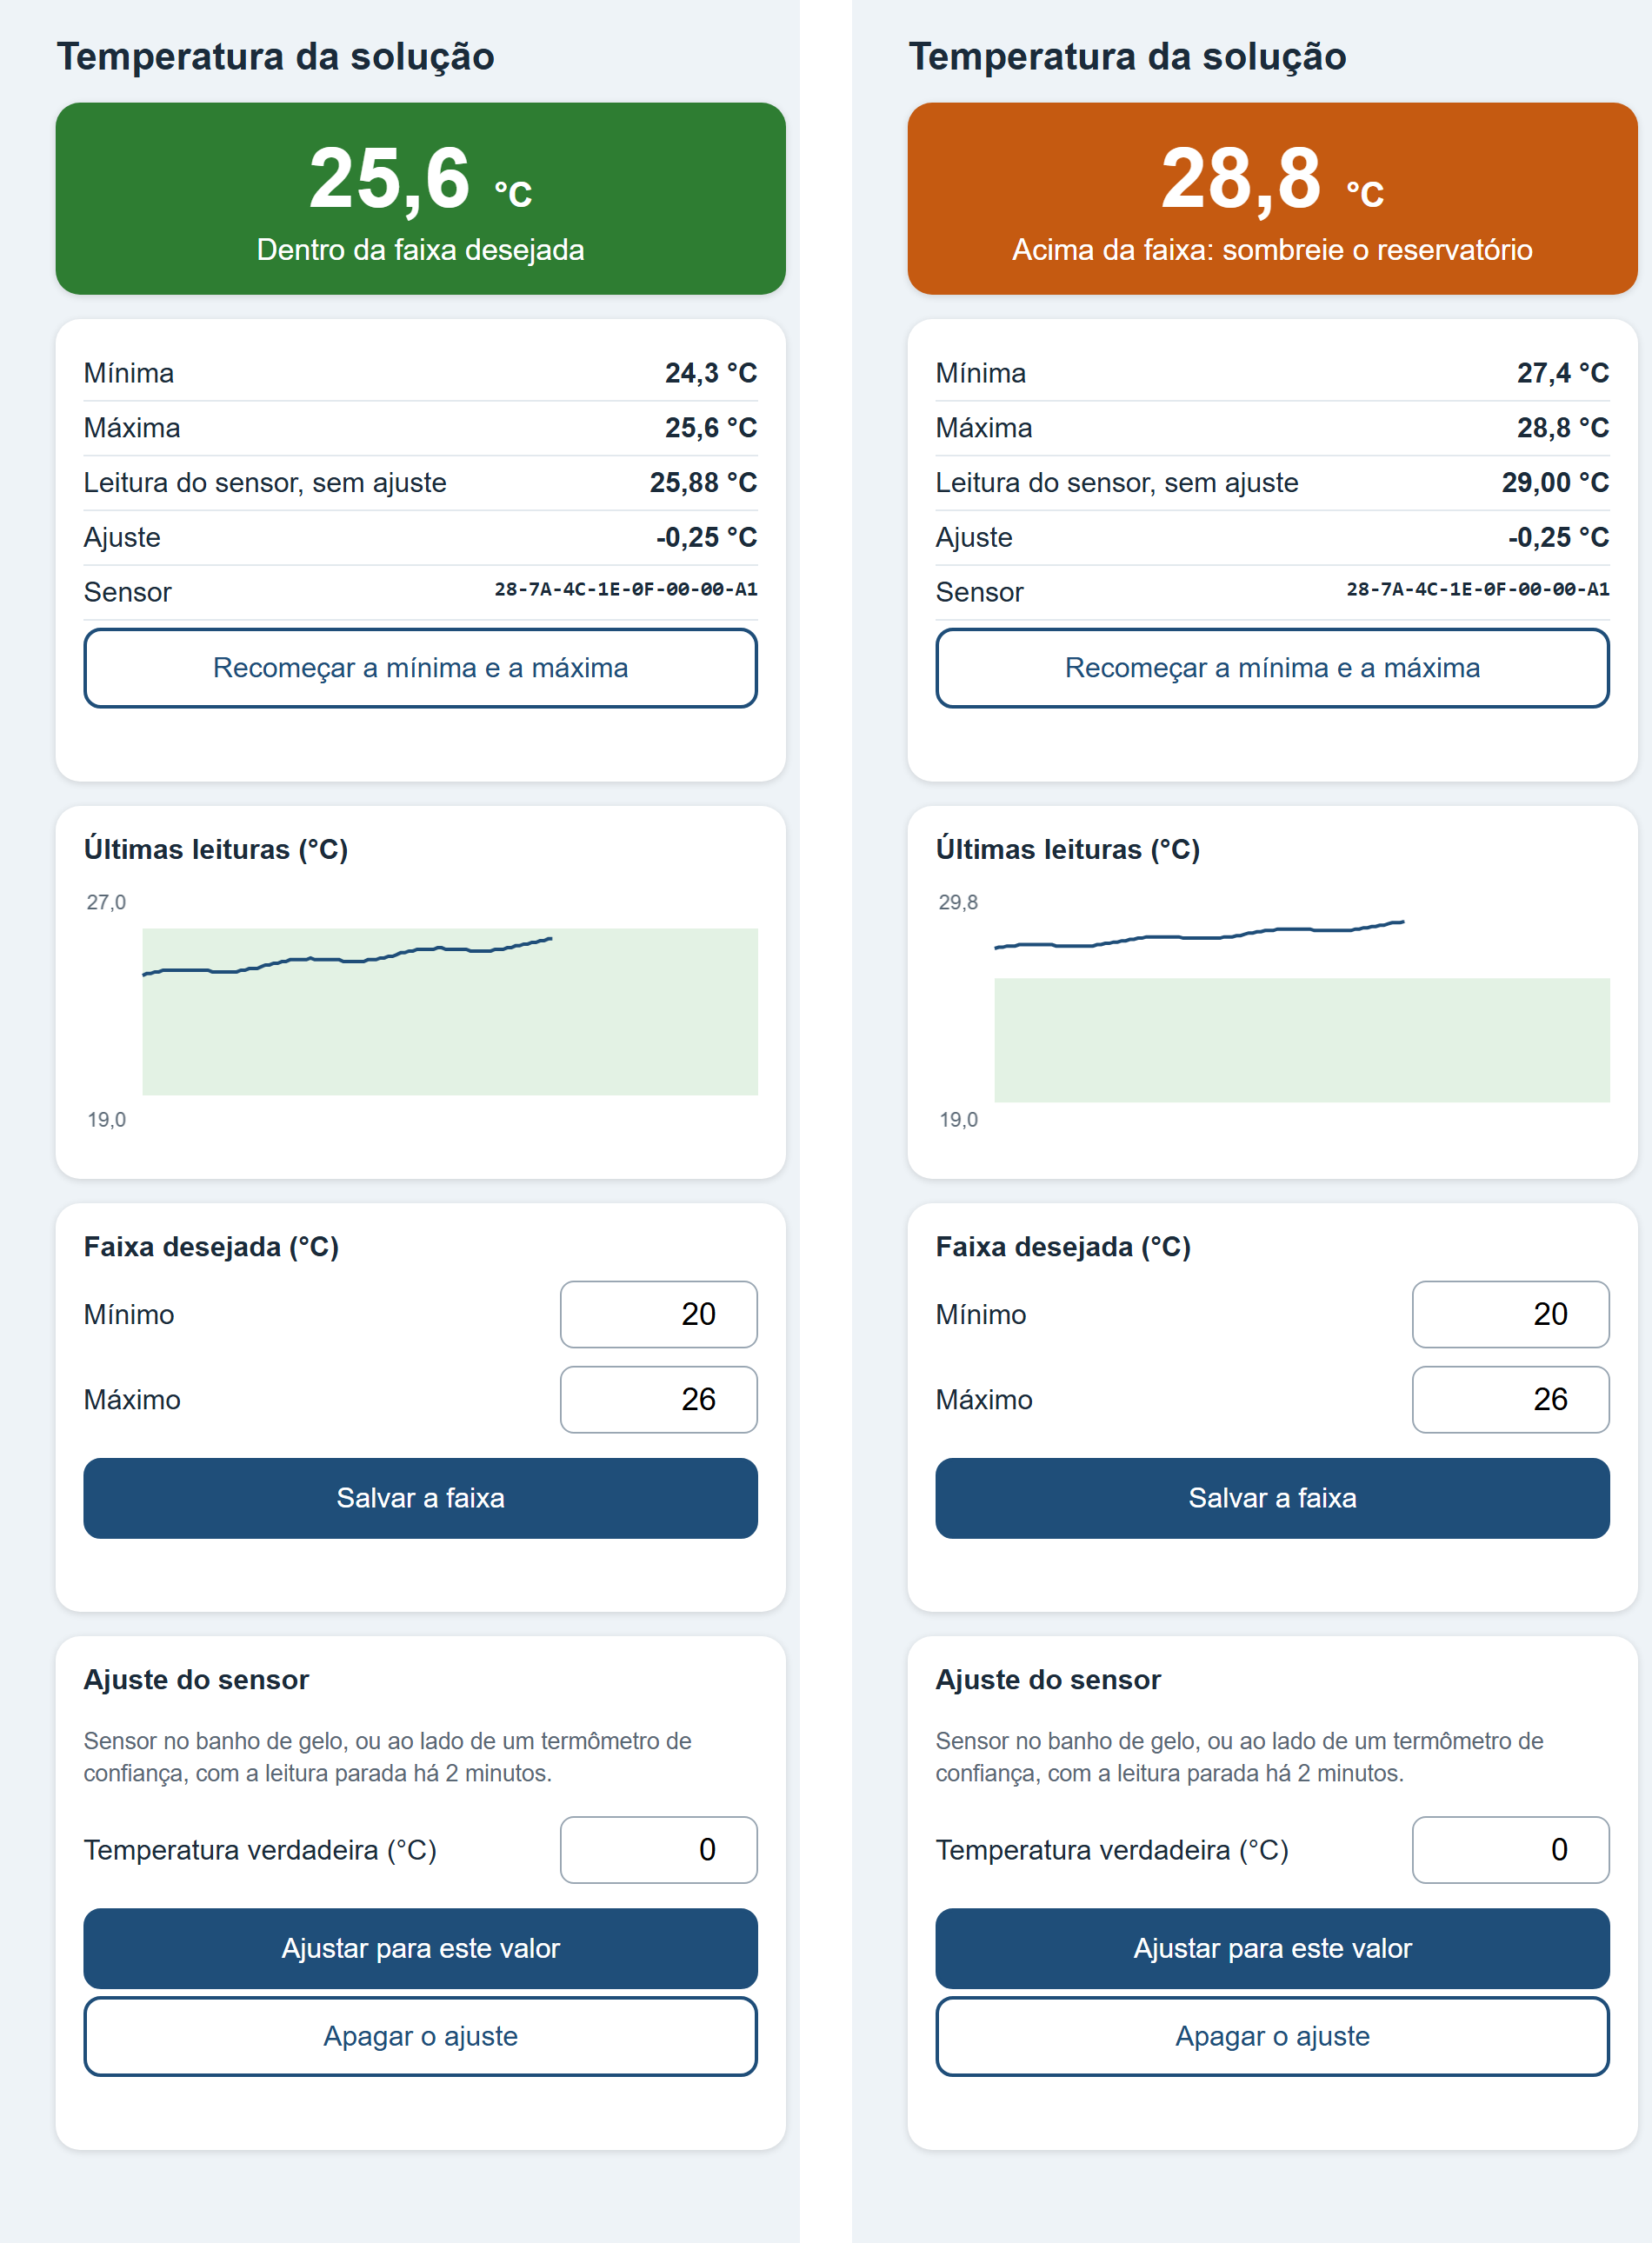 Temperatura da solução
25,6 °C
Dentro da faixa desejada
Mínima 24,3 °C
Máxima 25,6 °C
Leitura do sensor, sem ajuste 25,88 °C
Ajuste -0,25 °C
Sensor 28-7A-4C-1E-0F-00-00-A1
Recomeçar a mínima e a máxima
Últimas leituras (°C)
27,0
19,0
Faixa desejada (°C)
Mínimo 20
Máximo 26
Salvar a faixa
Ajuste do sensor
Sensor no banho de gelo, ou ao lado de um termômetro de
confiança, com a leitura parada há 2 minutos.
Temperatura verdadeira (°C) 0
Ajustar para este valor
Apagar o ajuste
Temperatura da solução
28,8 °C
Acima da faixa: sombreie o reservatório
Mínima 27,4 °C
Máxima 28,8 °C
Leitura do sensor, sem ajuste 29,00 °C
Ajuste -0,25 °C
Sensor 28-7A-4C-1E-0F-00-00-A1
Recomeçar a mínima e a máxima
Últimas leituras (°C)
29,8
19,0
Faixa desejada (°C)
Mínimo 20
Máximo 26
Salvar a faixa
Ajuste do sensor
Sensor no banho de gelo, ou ao lado de um termômetro de
confiança, com a leitura parada há 2 minutos.
Temperatura verdadeira (°C) 0
Ajustar para este valor
Apagar o ajuste